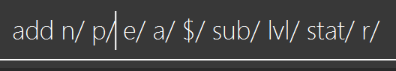 add n/ p/ e/ a/ $/ sub/ lvl/ stat/ r/